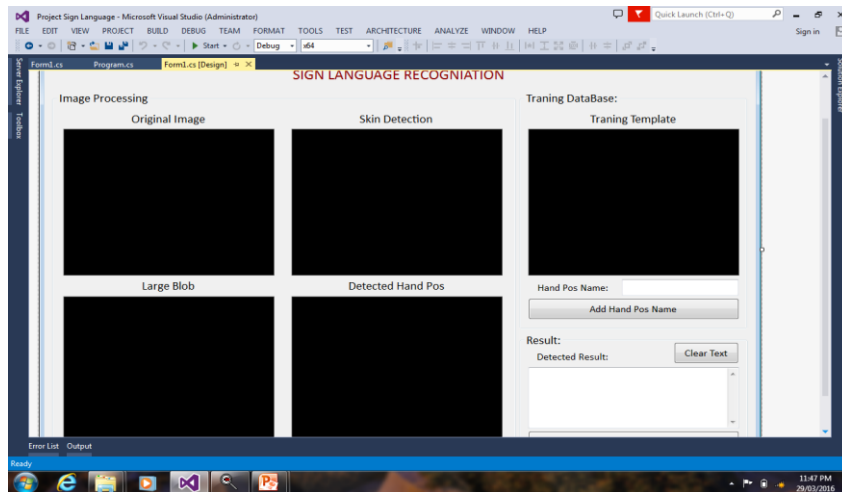 Project Sign Language - Microsoft Visual Studio (Administrator)
Quick Launch (Ctrl+Q)
FILE EDIT VIEW PROJECT BUILD DEBUG TEAM FORMAT TOOLS TEST ARCHITECTURE ANALYZE WINDOW HELP
Sign in
Start
Debug
x64
Server Explorer
Toolbox
Form1.cs
Program.cs
Form1.cs [Design]
Solution Explorer
SIGN LANGUAGE RECOGNIATION
Image Processing
Original Image
Skin Detection
Large Blob
Detected Hand Pos
Traning DataBase:
Traning Template
Hand Pos Name:
Add Hand Pos Name
Result:
Detected Result:
Clear Text
Error List Output
Ready
11:47 PM
29/03/2016